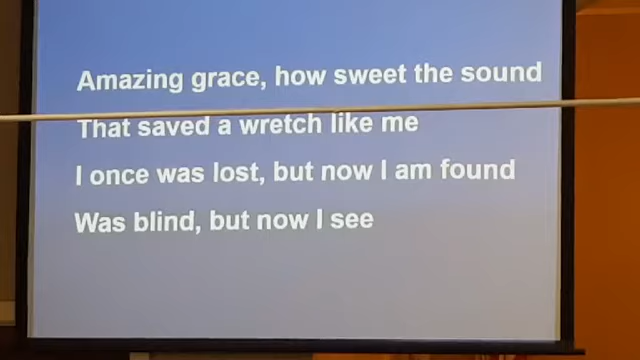 Amazing grace, how sweet the sound
That saved a wretch like me
I once was lost, but now I am found
Was blind, but now I see